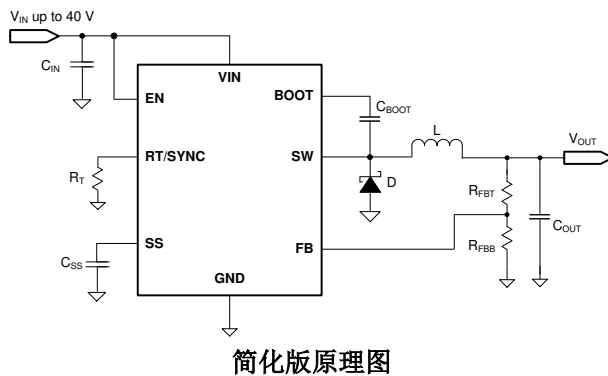 V_IN up to 40 V
C_IN
VIN
EN
BOOT
C_BOOT
L
V_OUT
RT/SYNC
SW
R_T
D
R_FBT
C_OUT
SS
FB
R_FBB
C_SS
GND
简化版原理图